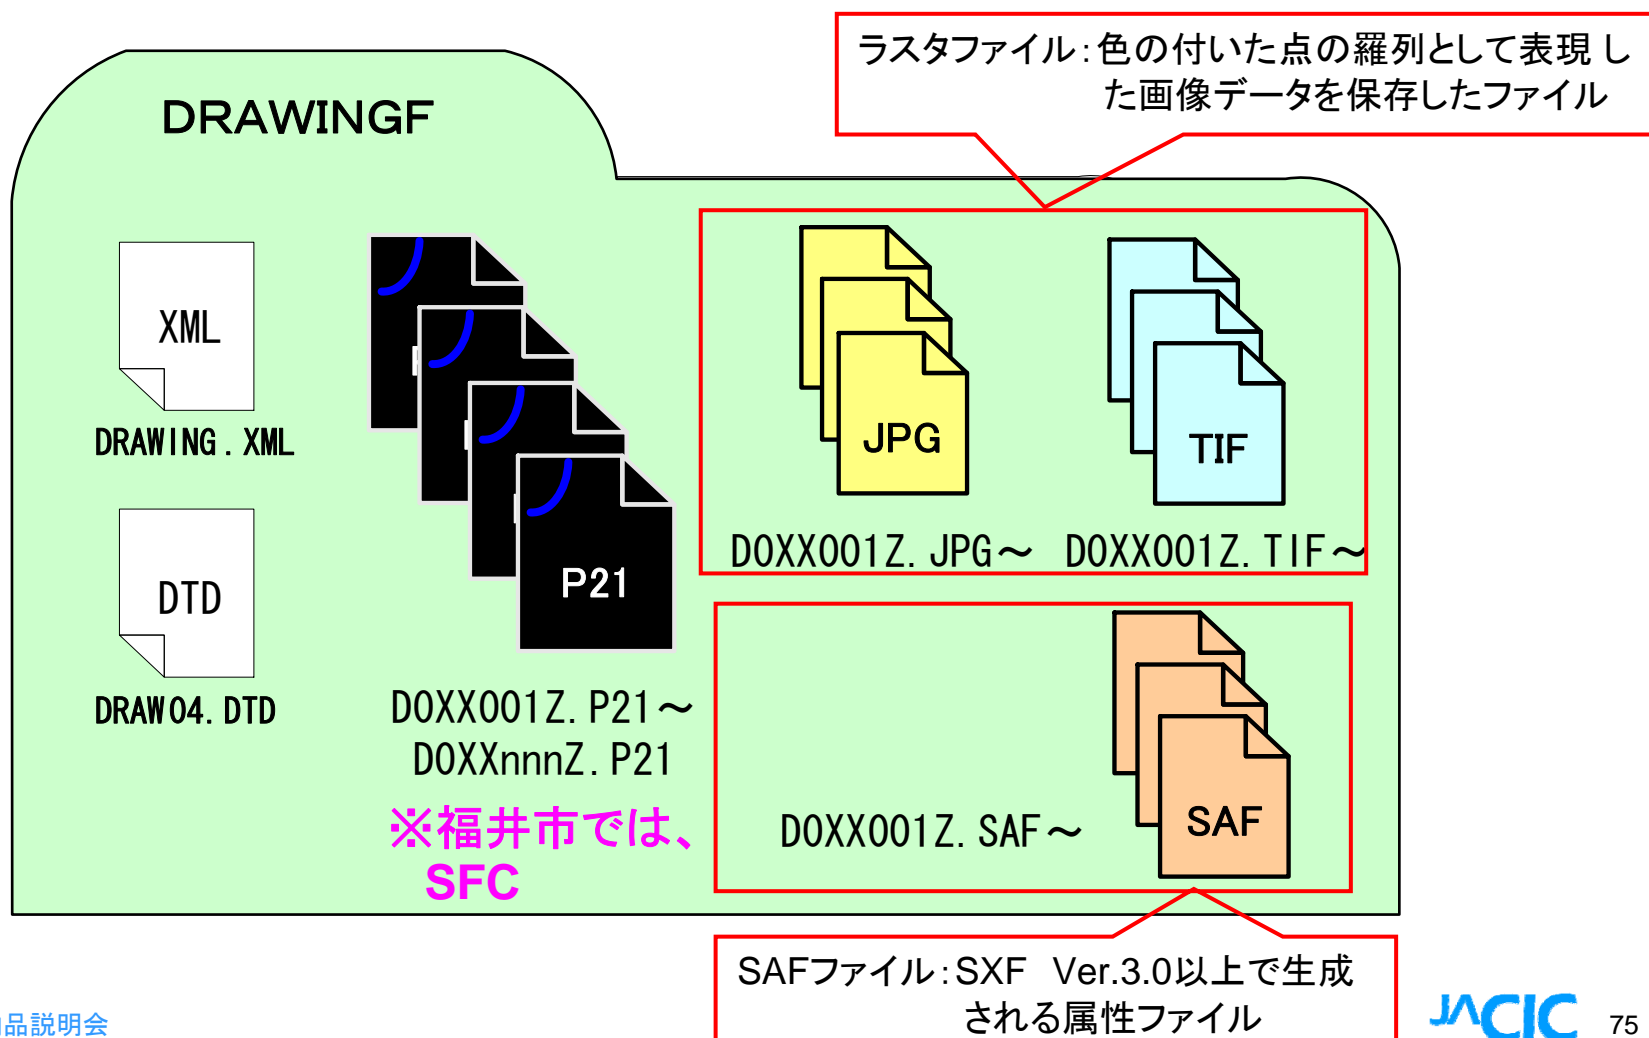 ラスタファイル：色の付いた点の羅列として表現し
た画像データを保存したファイル
DRAWINGF
XML
DRAWING.XML
DTD
DRAW04.DTD
P21
D0XX001Z.P21～
D0XXnnnZ.P21
※福井市では、
SFC
JPG
D0XX001Z.JPG～
TIF
D0XX001Z.TIF～
D0XX001Z.SAF～
SAF
SAFファイル：SXF　Ver.3.0以上で生成
される属性ファイル
品説明会
JACIC
75